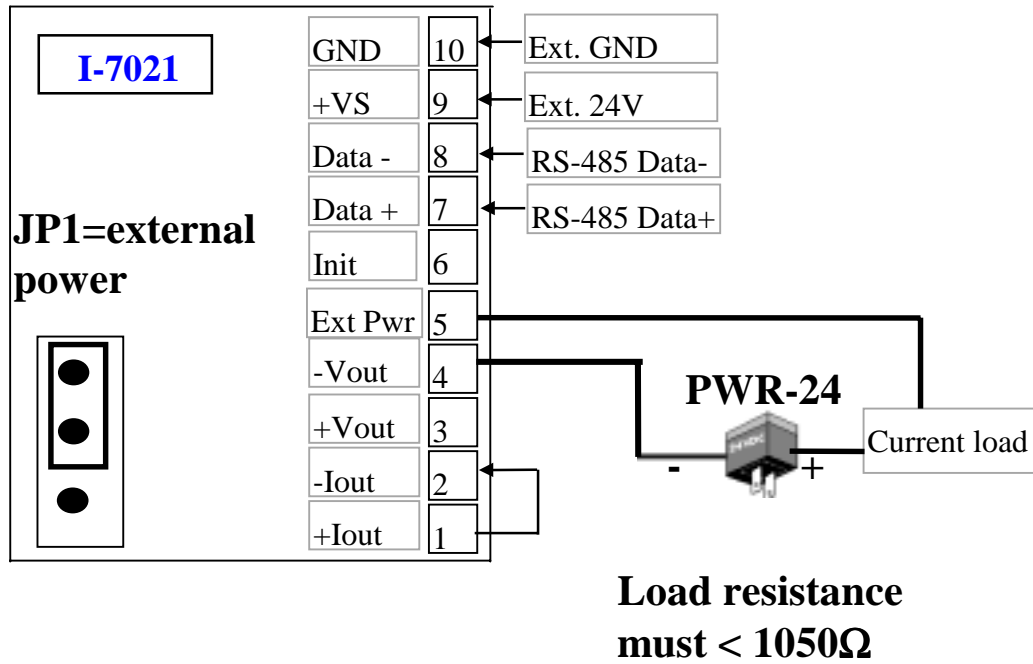 I-7021
GND 10 Ext. GND
+VS 9 Ext. 24V
Data - 8 RS-485 Data-
Data + 7 RS-485 Data+
JP1=external
power
Init 6
Ext Pwr 5
-Vout 4
PWR-24
+Vout 3
- +
Current load
-Iout 2
+Iout 1
Load resistance
must < 1050Ω